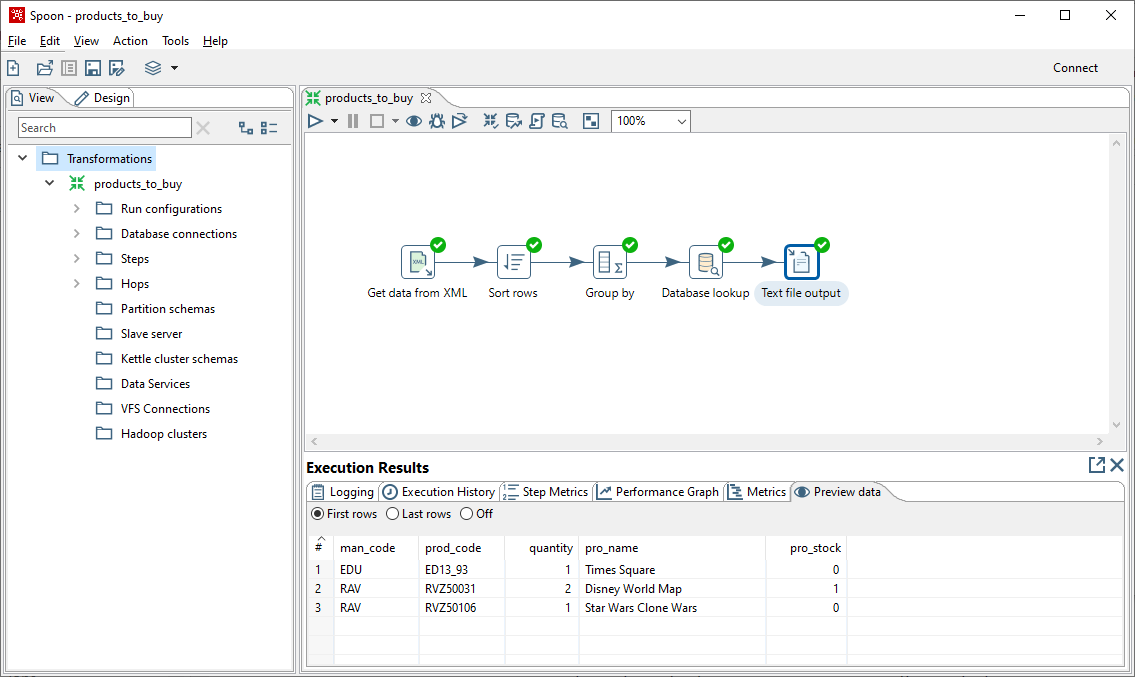 Spoon - products_to_buy
File Edit View Action Tools Help
Connect
View Design
Search
Transformations
products_to_buy
Run configurations
Database connections
Steps
Hops
Partition schemas
Slave server
Kettle cluster schemas
Data Services
VFS Connections
Hadoop clusters
products_to_buy
100%
XML
Get data from XML Sort rows Group by Database lookup Text file output
Execution Results
Logging Execution History Step Metrics Performance Graph Metrics Preview data
First rows Last rows Off
# man_code prod_code quantity pro_name pro_stock
1 EDU ED13_93 1 Times Square 0
2 RAV RVZ50031 2 Disney World Map 1
3 RAV RVZ50106 1 Star Wars Clone Wars 0